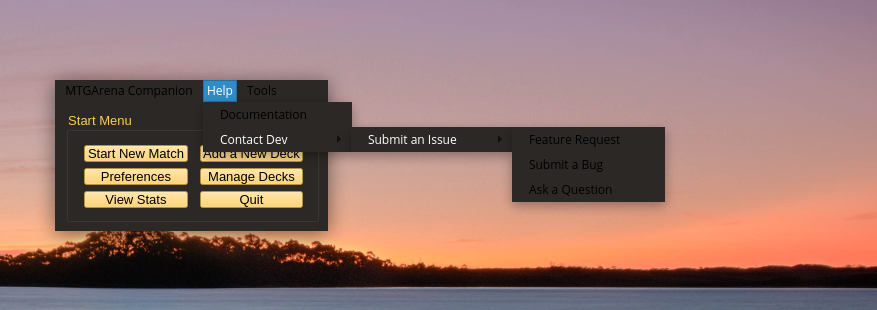 MTGArena Companion Help Tools
Start Menu
Documentation
Contact Dev
Submit an Issue
Feature Request
Submit a Bug
Ask a Question
Start New Match
Add a New Deck
Preferences
Manage Decks
View Stats
Quit